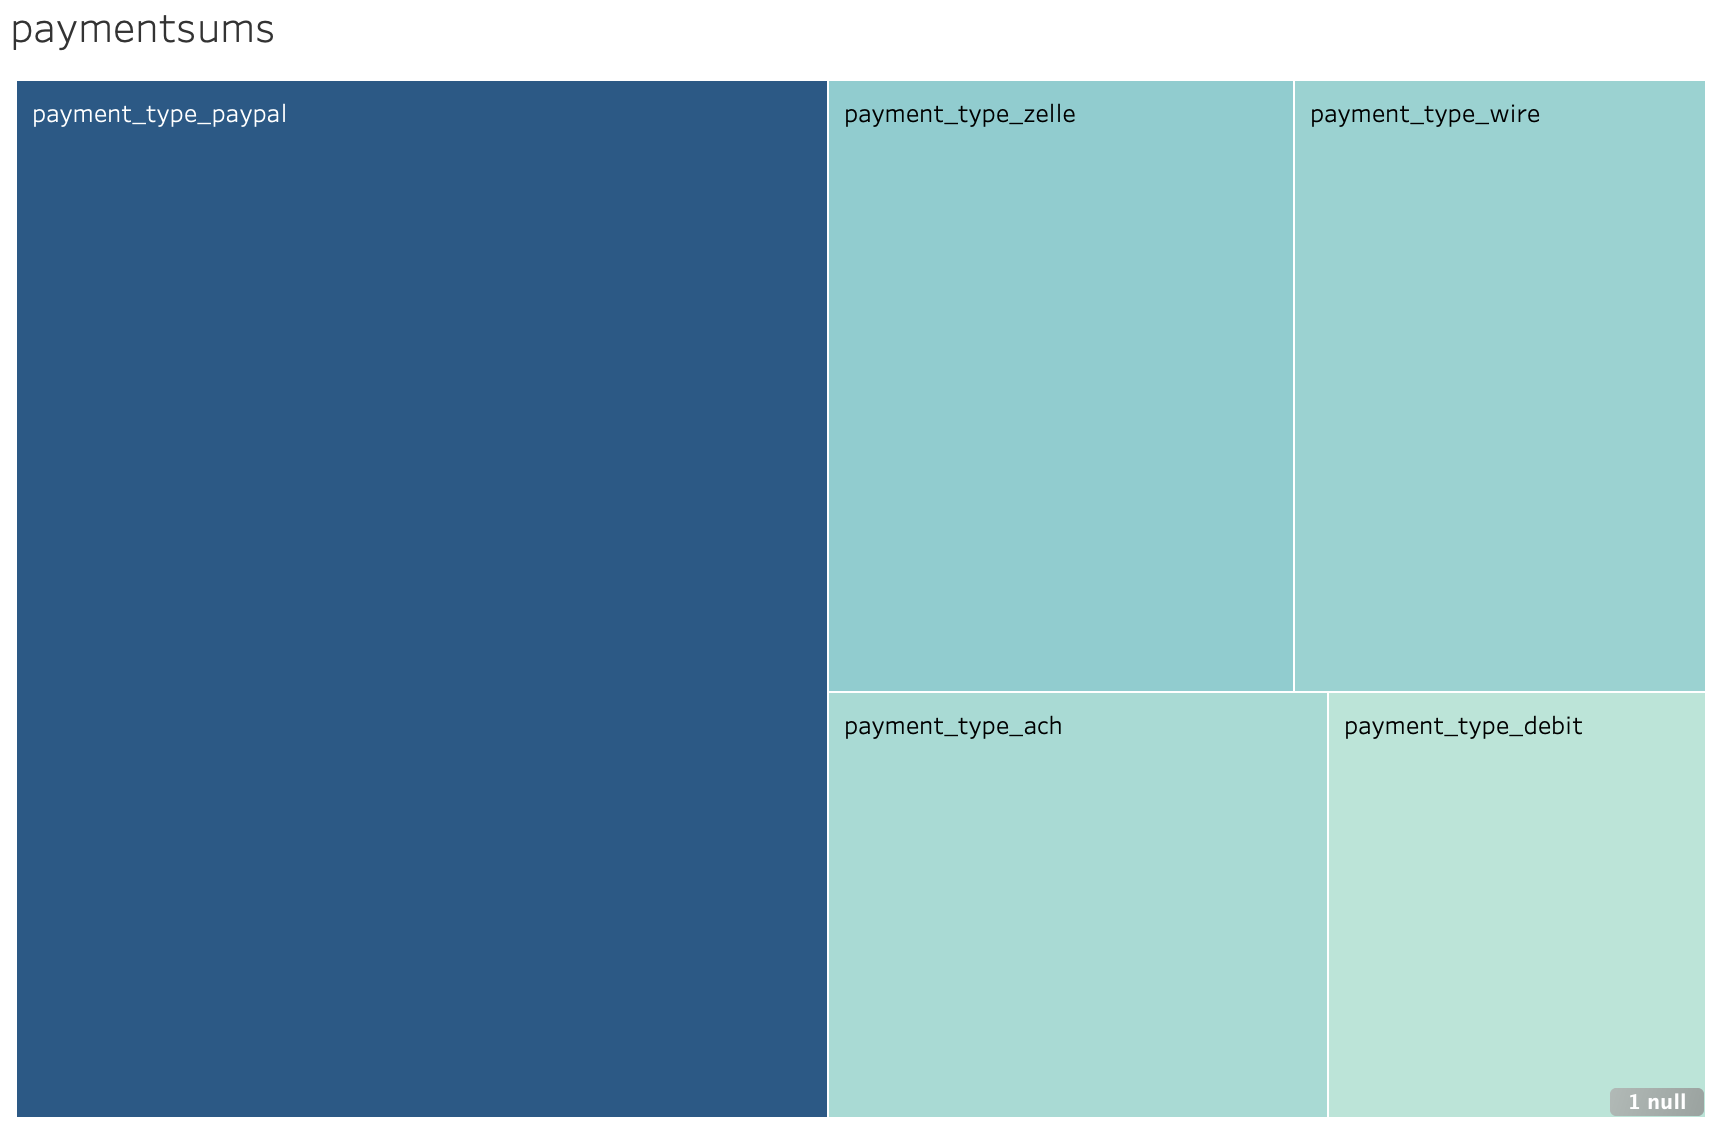 paymentsums
payment_type_paypal
payment_type_zelle
payment_type_wire
payment_type_ach
payment_type_debit
1 null